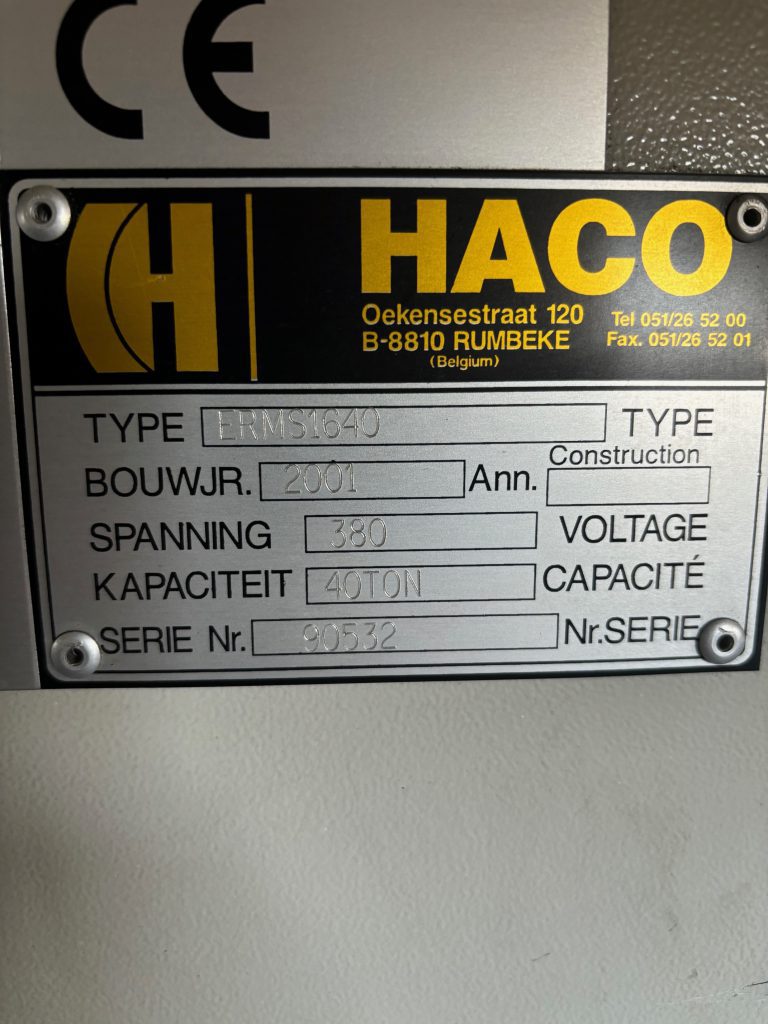 CE
H HACO
Oekensestraat 120 Tel 051/26 52 00
B-8810 RUMBEKE Fax. 051/26 52 01
(Belgium)
TYPE ERMS1640 TYPE
BOUWJR. 2001 Ann. Construction
SPANNING 380 VOLTAGE
KAPACITEIT 40TON CAPACITÉ
SERIE Nr. 90532 Nr.SERIE